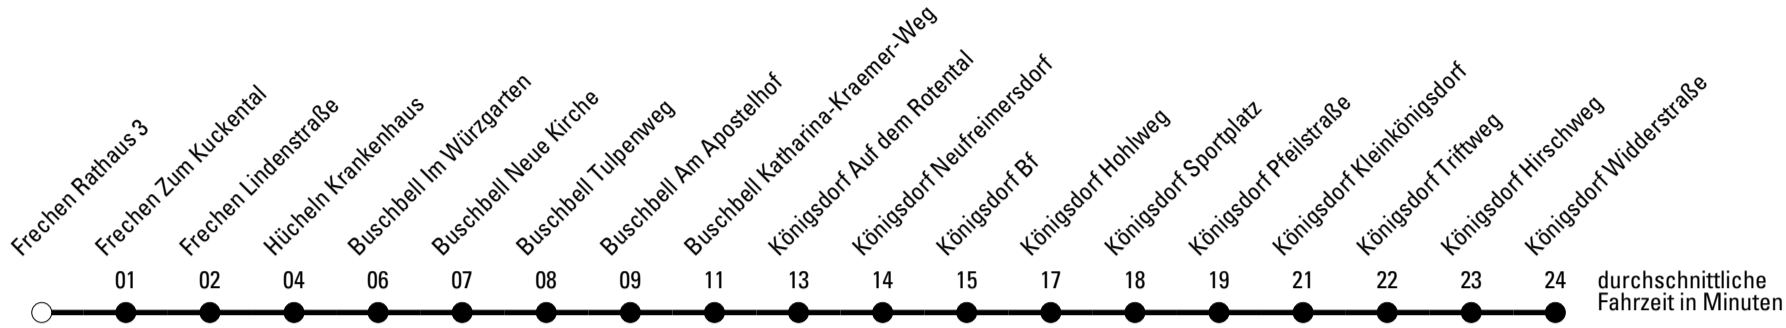 Frechen Rathaus 3
Frechen Zum Kuckental
Frechen Lindenstraße
Hücheln Krankenhaus
Buschbell Im Würzgarten
Buschbell Neue Kirche
Buschbell Tulpenweg
Buschbell Am Apostelhof
Buschbell Katharina-Kraemer-Weg
Königsdorf Auf dem Rotental
Königsdorf Neufreimersdorf
Königsdorf Bf
Königsdorf Hohlweg
Königsdorf Sportplatz
Königsdorf Pfeilstraße
Königsdorf Kleinkönigsdorf
Königsdorf Triftweg
Königsdorf Hirschweg
Königsdorf Widderstraße
01 02 04 06 07 08 09 11 13 14 15 17 18 19 21 22 23 24
durchschnittliche
Fahrzeit in Minuten